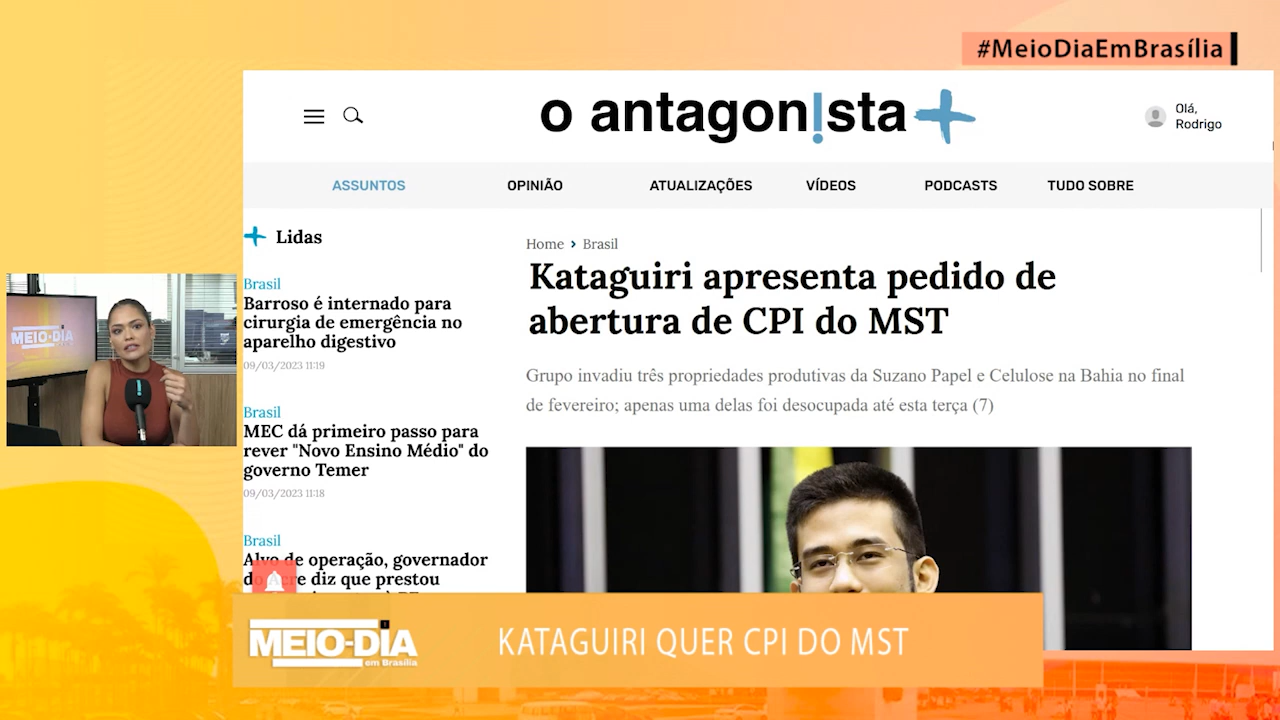 #MeioDiaEmBrasília
o antagonista
Olá,
Rodrigo
ASSUNTOS OPINIÃO ATUALIZAÇÕES VÍDEOS PODCASTS TUDO SOBRE
Lidas
Brasil
Barroso é internado para
cirurgia de emergência no
aparelho digestivo
09/03/2023 11:19
Brasil
MEC dá primeiro passo para
rever "Novo Ensino Médio" do
governo Temer
09/03/2023 11:18
Brasil
Alvo de operação, governador
do Acre diz que prestou
Home › Brasil
Kataguiri apresenta pedido de
abertura de CPI do MST
Grupo invadiu três propriedades produtivas da Suzano Papel e Celulose na Bahia no final
de fevereiro; apenas uma delas foi desocupada até esta terça (7)
MEIO-DIA
MEIO-DIA
em Brasília
KATAGUIRI QUER CPI DO MST